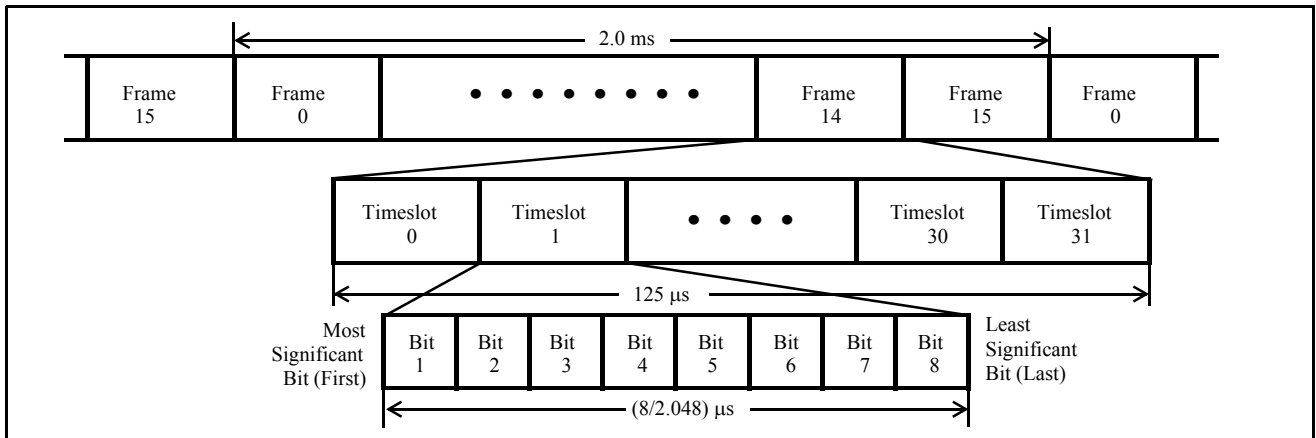 2.0 ms
Frame 15
Frame 0
• • • • • • • •
Frame 14
Frame 15
Frame 0
Timeslot 0
Timeslot 1
• • • •
Timeslot 30
Timeslot 31
125 μs
Most Significant Bit (First)
Bit 1
Bit 2
Bit 3
Bit 4
Bit 5
Bit 6
Bit 7
Bit 8
Least Significant Bit (Last)
(8/2.048) μs